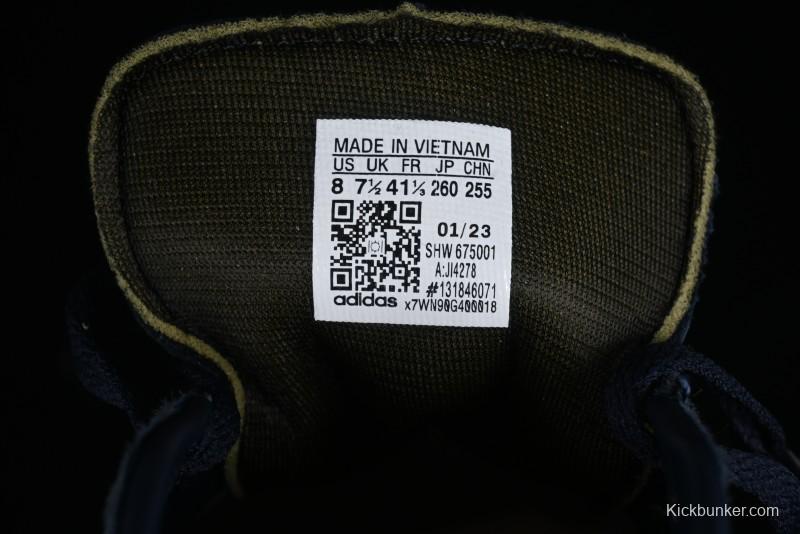 MADE IN VIETNAM
US UK FR JP CHN
8 7½ 41⅓ 260 255
01/23
SHW 675001
A:JI4278
#131846071
adidas x7WN90G400018
Kickbunker.com